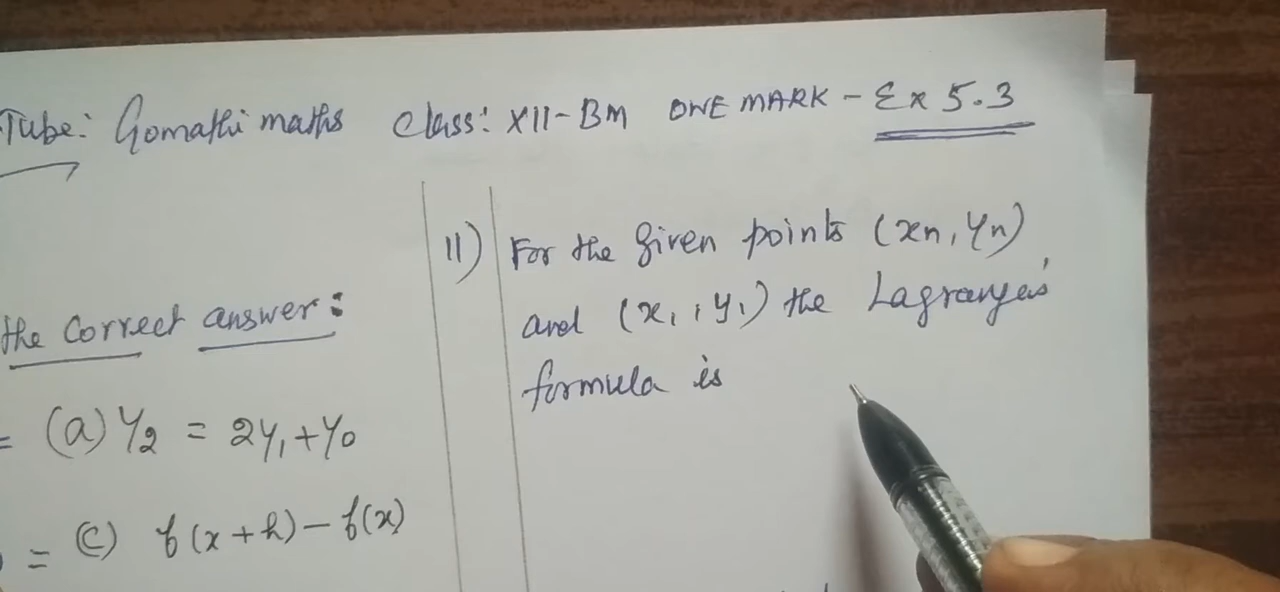 Tube: Gomathi maths Class: XII-BM ONE MARK - Ex 5.3
the correct answer:
= (a) y₂ = 2y₁+y₀
= (c) f(x+h)-f(x)
11) For the given points (xn, yn)
and (x₁, y₁) the Lagrange's
formula is